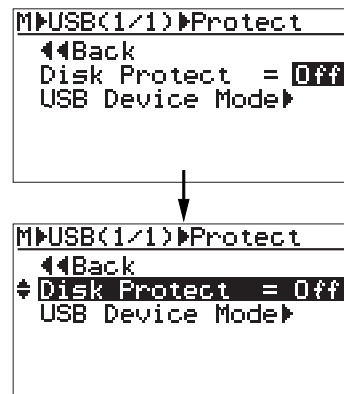 M▶USB(1/1)▶Protect
◀◀Back
Disk Protect = Off
USB Device Mode▶
M▶USB(1/1)▶Protect
◀◀Back
Disk Protect = Off
USB Device Mode▶